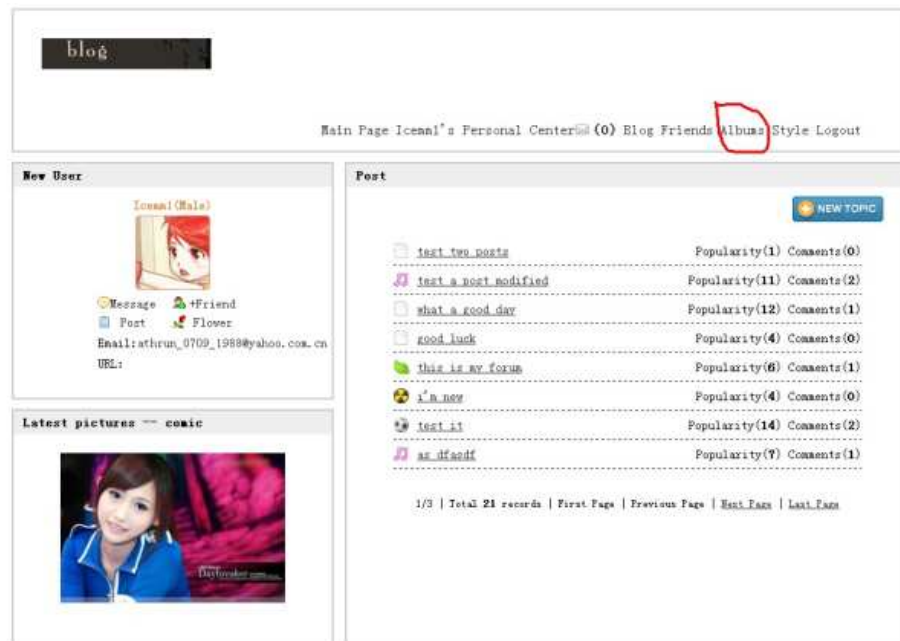 blog
Main Page Icemm1's Personal Center (0) Blog Friends Albums Style Logout
New User
Icemm1(Male)
Message +Friend
Post Flower
Email:athrun_0709_1988@yahoo.com.cn
URL:
Latest pictures -- comic
Post
NEW TOPIC
test two posts Popularity(1) Comments(0)
test a post modified Popularity(11) Comments(2)
what a good day Popularity(12) Comments(1)
good luck Popularity(4) Comments(0)
this is my forum Popularity(6) Comments(1)
i'm new Popularity(4) Comments(0)
test it Popularity(14) Comments(2)
as dfasdf Popularity(7) Comments(1)
1/3 | Total 21 records | First Page | Previous Page | Next Page | Last Page